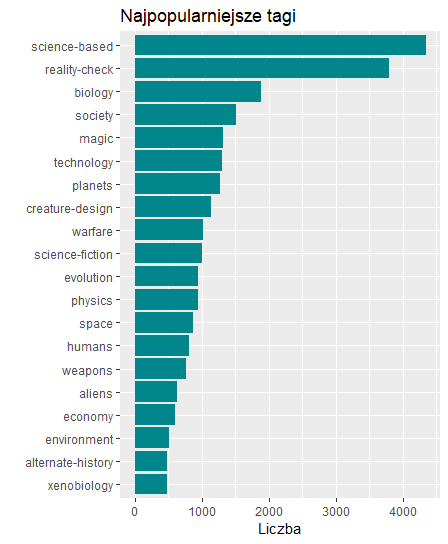 Najpopularniejsze tagi
science-based
reality-check
biology
society
magic
technology
planets
creature-design
warfare
science-fiction
evolution
physics
space
humans
weapons
aliens
economy
environment
alternate-history
xenobiology
0 1000 2000 3000 4000
Liczba